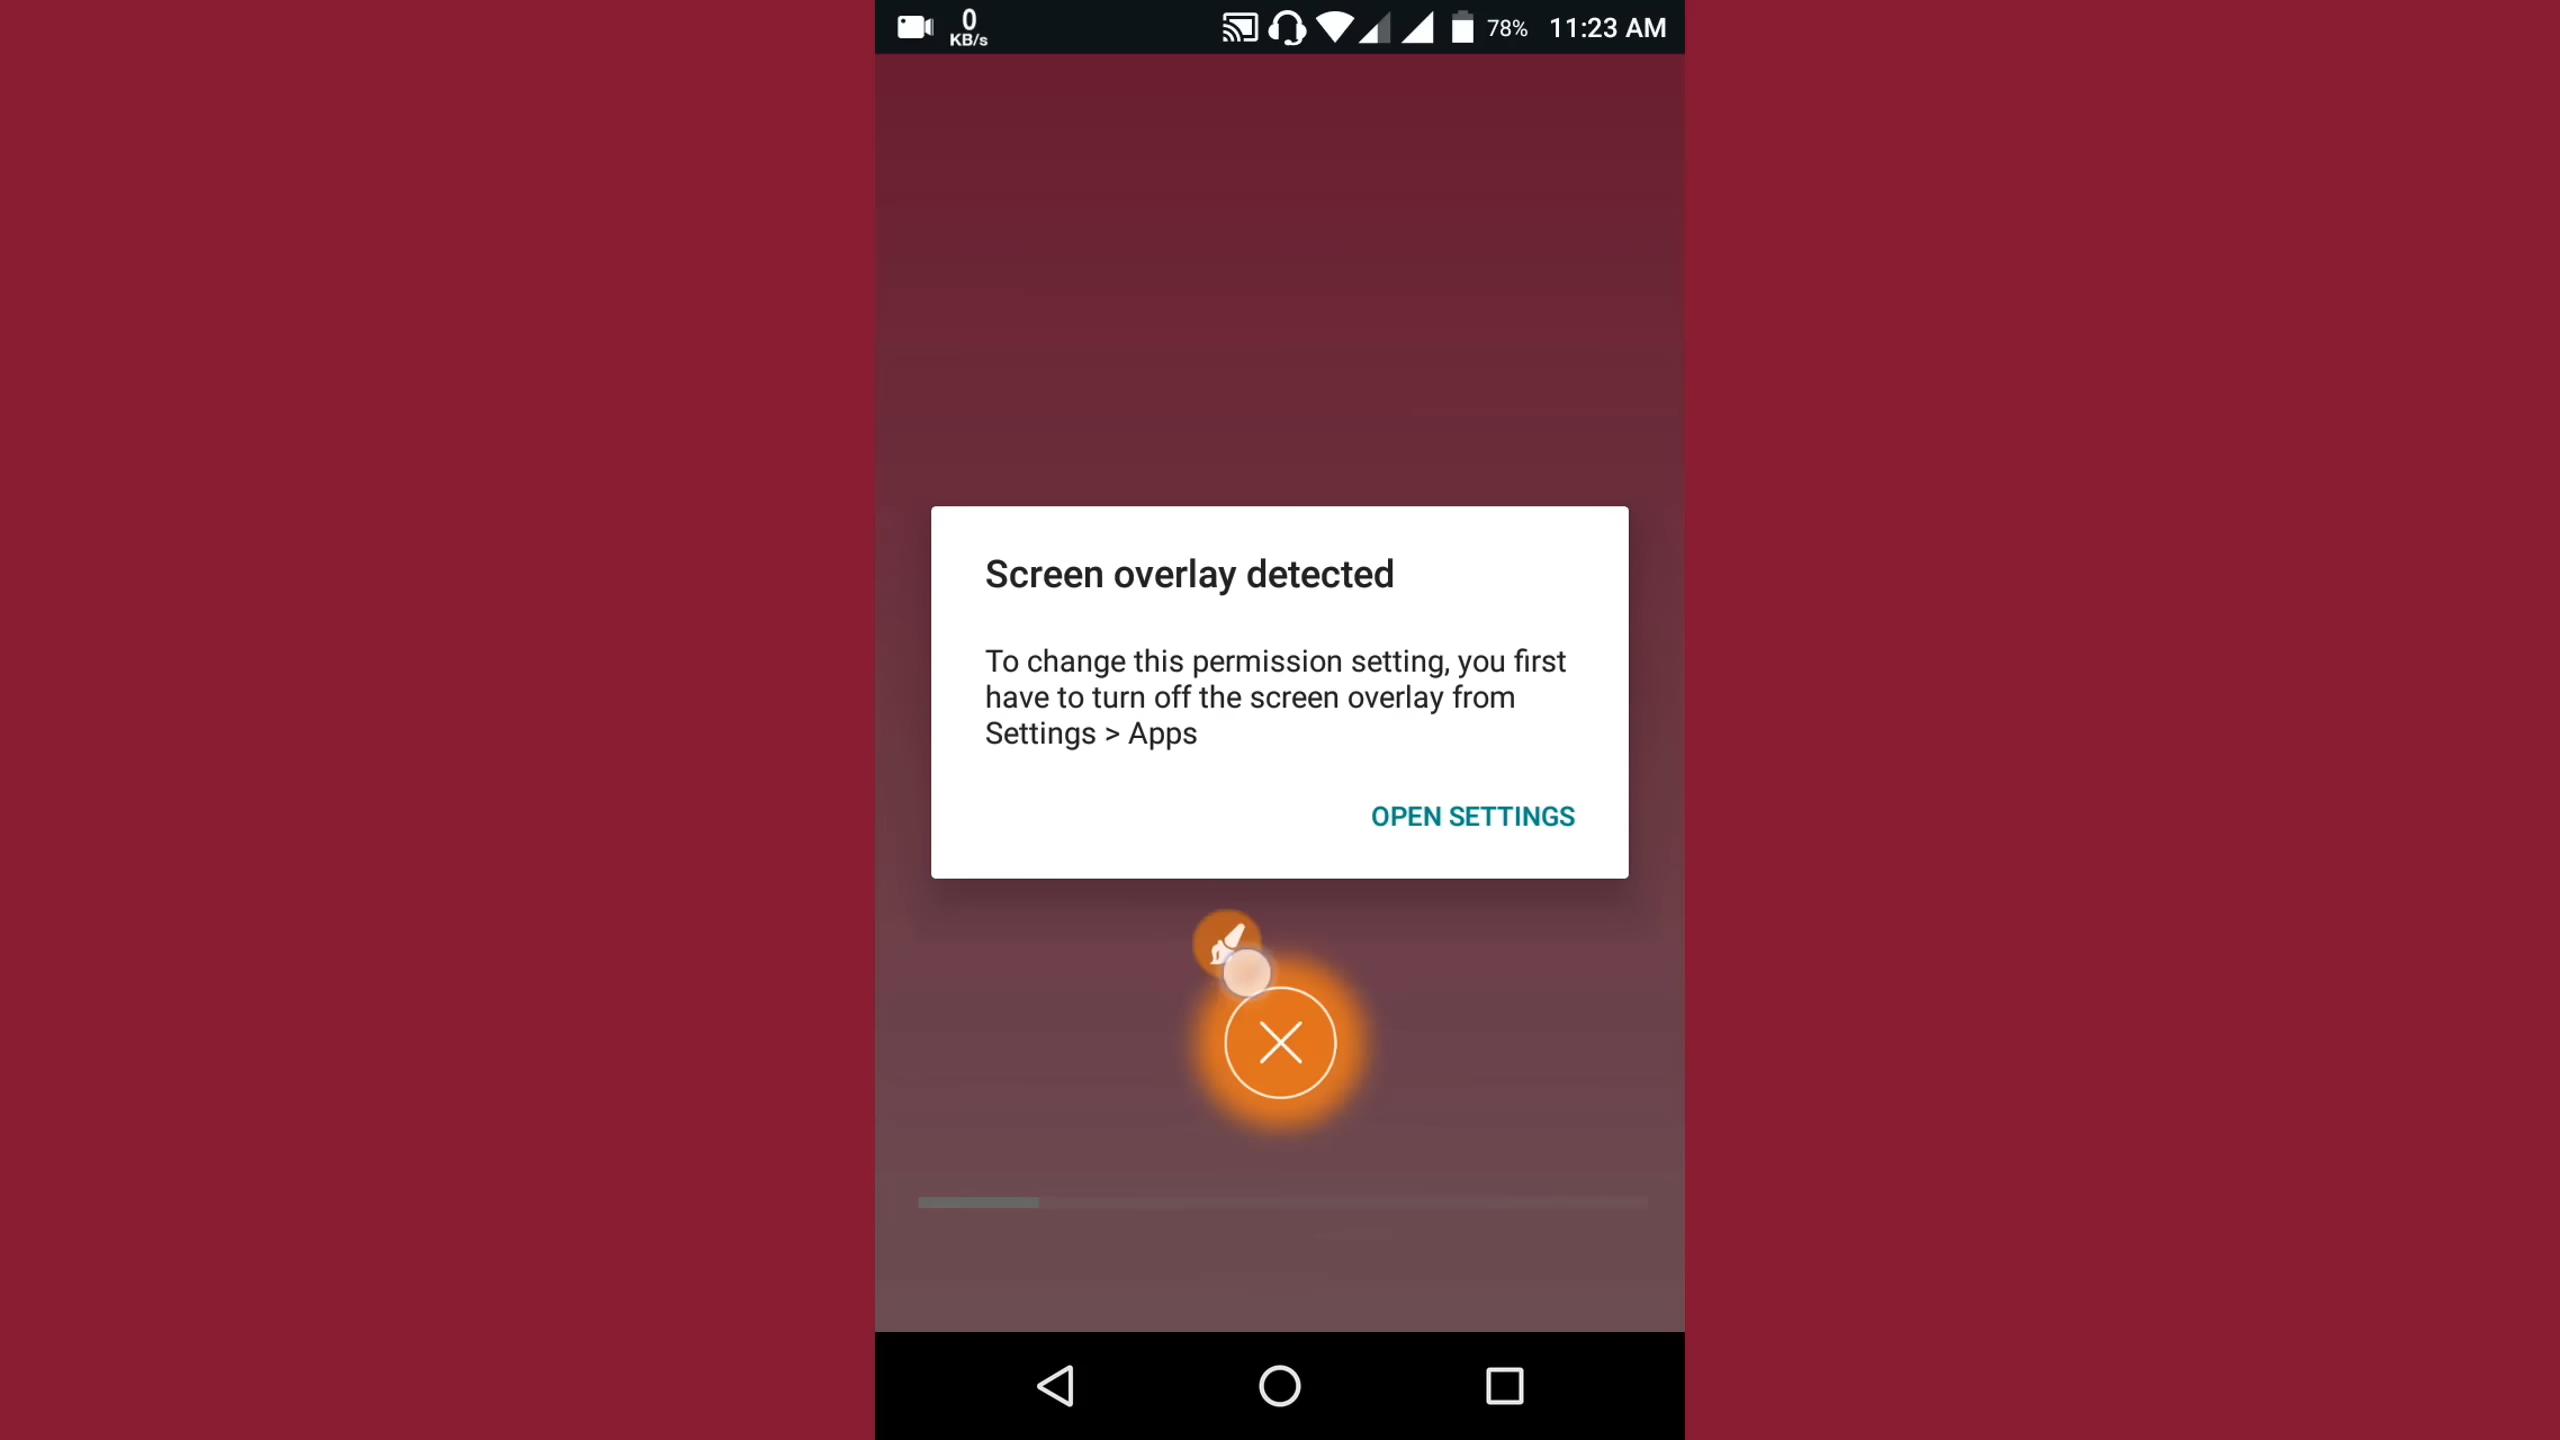 0
KB/s
78%
11:23 AM
Screen overlay detected
To change this permission setting, you first
have to turn off the screen overlay from
Settings > Apps
OPEN SETTINGS